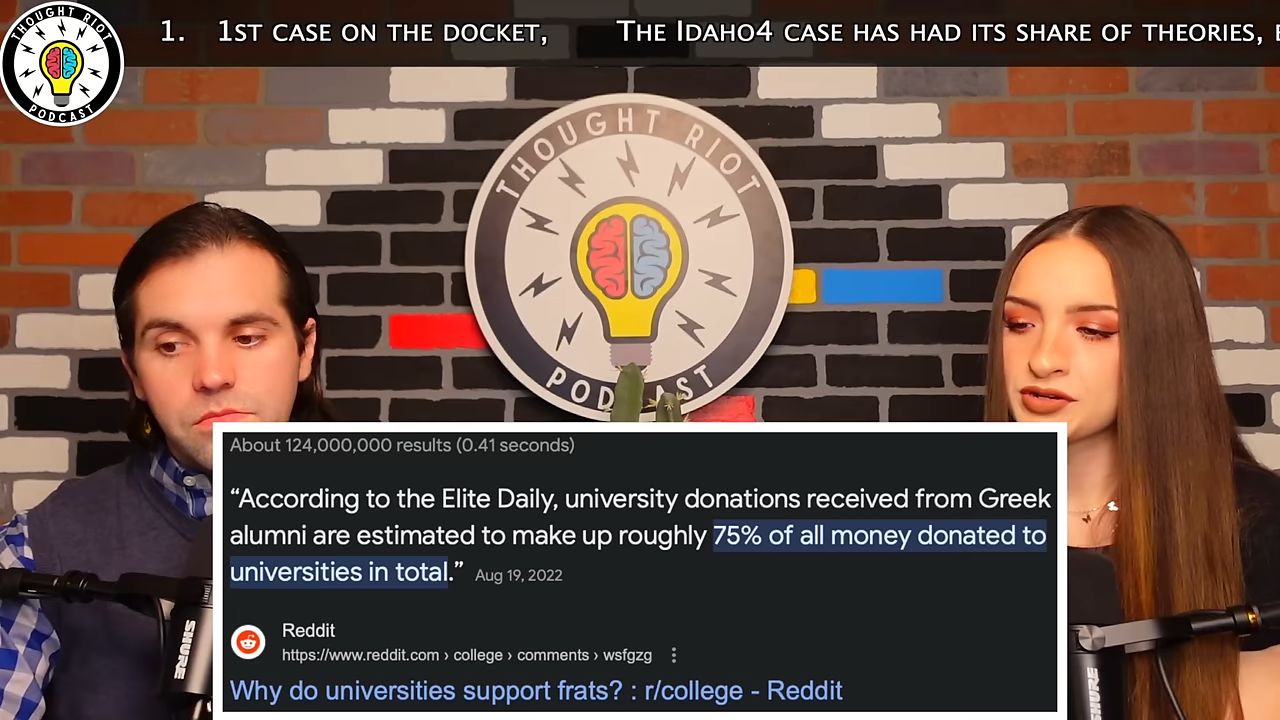 1. 1ST CASE ON THE DOCKET, THE IDAHO4 CASE HAS HAD ITS SHARE OF THEORIES,
THOUGHT RIOT
PODCAST
THOUGHT RIOT
PODCAST
About 124,000,000 results (0.41 seconds)
“According to the Elite Daily, university donations received from Greek
alumni are estimated to make up roughly 75% of all money donated to
universities in total.” Aug 19, 2022
Reddit
https://www.reddit.com › college › comments › wsfgzg
Why do universities support frats? : r/college - Reddit
SHURE
SHURE